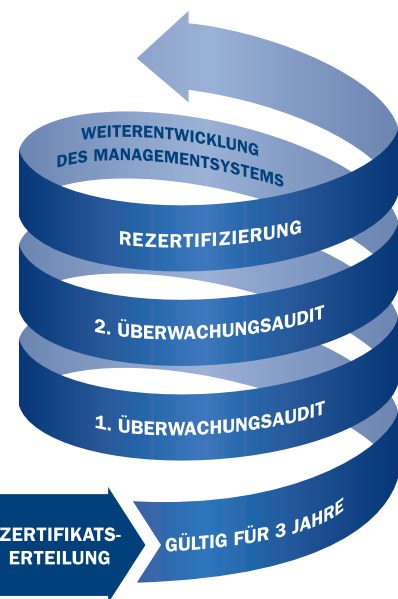 WEITERENTWICKLUNG
DES MANAGEMENTSYSTEMS
REZERTIFIZIERUNG
2. ÜBERWACHUNGSAUDIT
1. ÜBERWACHUNGSAUDIT
ZERTIFIKATS-
ERTEILUNG
GÜLTIG FÜR 3 JAHRE